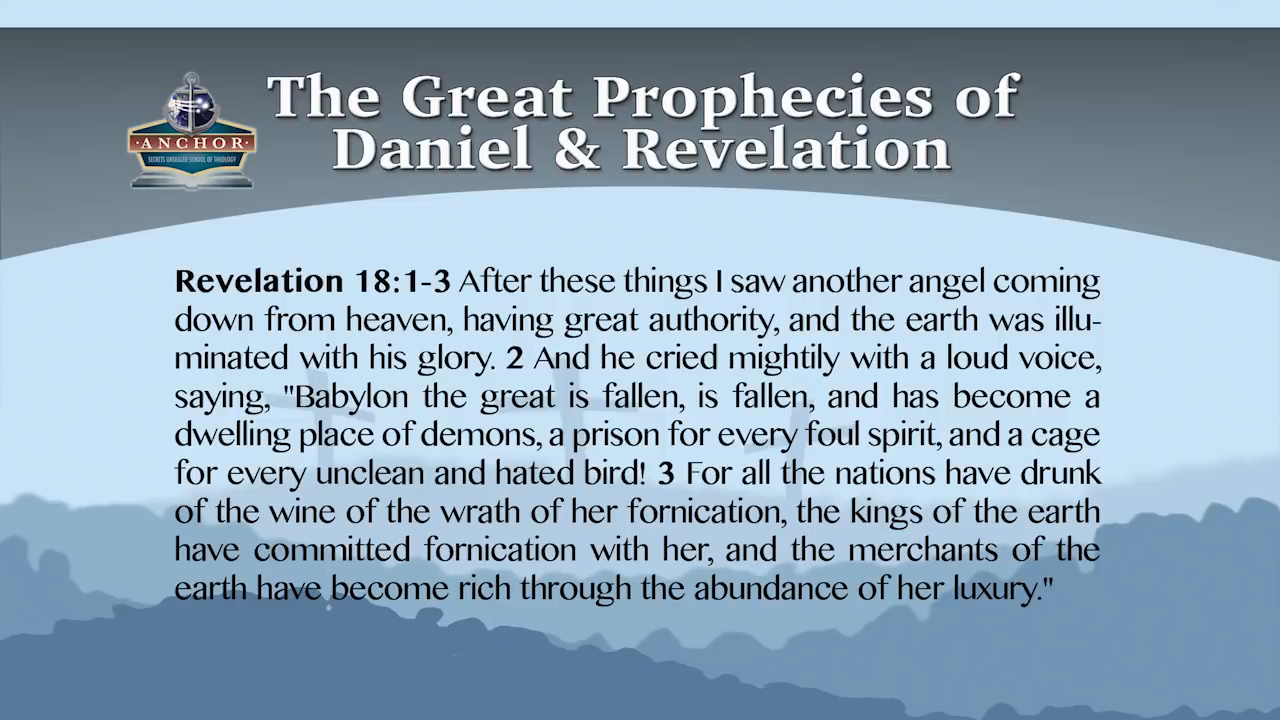 The Great Prophecies of
Daniel & Revelation
·ANCHOR·
SECRETS UNSEALED SCHOOL OF THEOLOGY
Revelation 18:1-3 After these things I saw another angel coming
down from heaven, having great authority, and the earth was illu-
minated with his glory. 2 And he cried mightily with a loud voice,
saying, "Babylon the great is fallen, is fallen, and has become a
dwelling place of demons, a prison for every foul spirit, and a cage
for every unclean and hated bird! 3 For all the nations have drunk
of the wine of the wrath of her fornication, the kings of the earth
have committed fornication with her, and the merchants of the
earth have become rich through the abundance of her luxury."